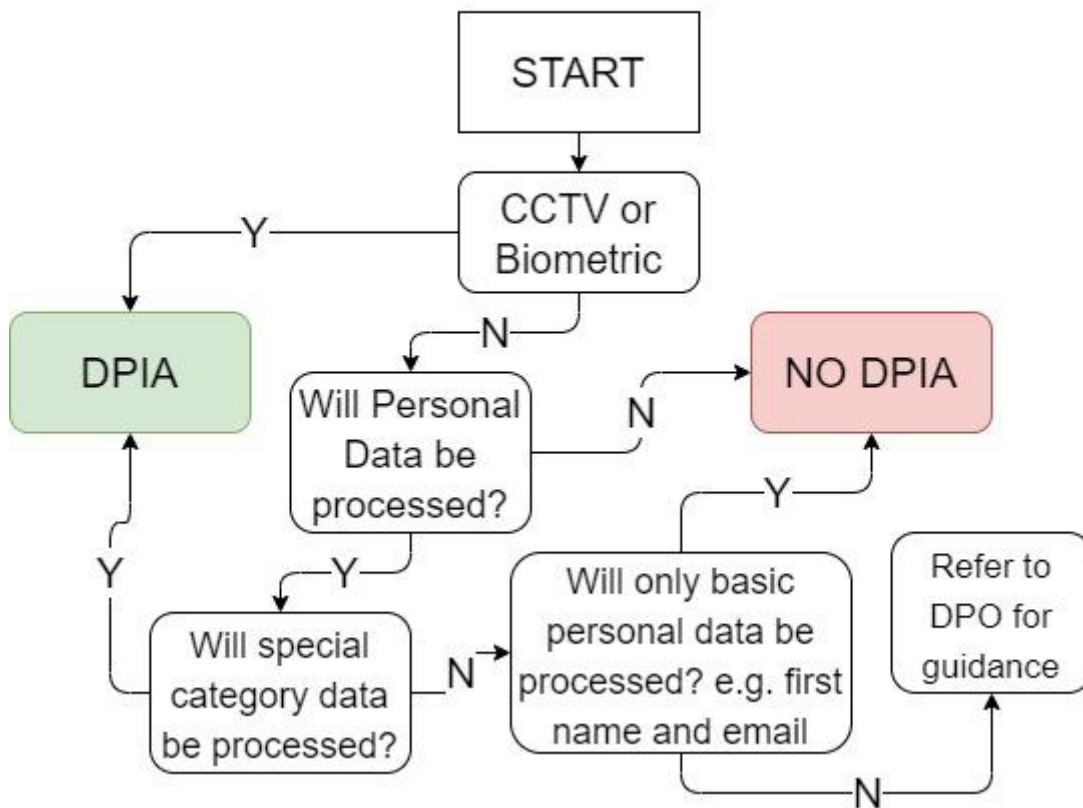 START
CCTV or
Biometric
Y
N
DPIA
NO DPIA
Will Personal
Data be
processed?
N
Y
Y
Y
Will special
category data
be processed?
N
Will only basic
personal data be
processed? e.g. first
name and email
Refer to
DPO for
guidance
N